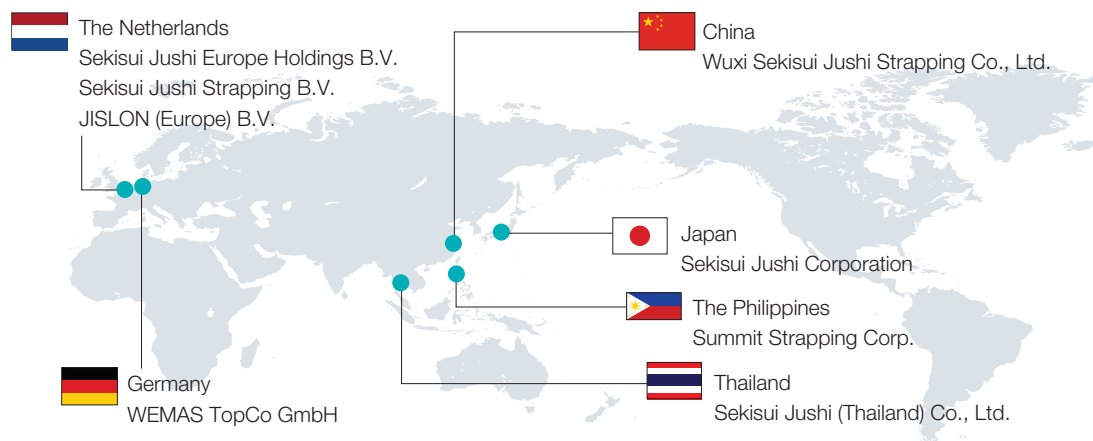 The Netherlands
Sekisui Jushi Europe Holdings B.V.
Sekisui Jushi Strapping B.V.
JISLON (Europe) B.V.
China
Wuxi Sekisui Jushi Strapping Co., Ltd.
Japan
Sekisui Jushi Corporation
The Philippines
Summit Strapping Corp.
Germany
WEMAS TopCo GmbH
Thailand
Sekisui Jushi (Thailand) Co., Ltd.